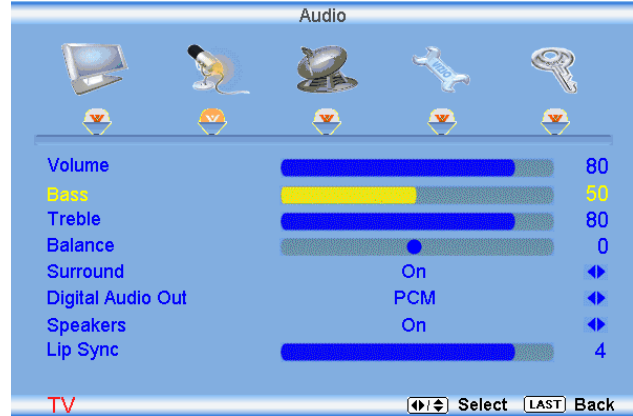 Audio
VIZIO
Volume 80
Bass 50
Treble 80
Balance 0
Surround On
Digital Audio Out PCM
Speakers On
Lip Sync 4
TV Select LAST Back